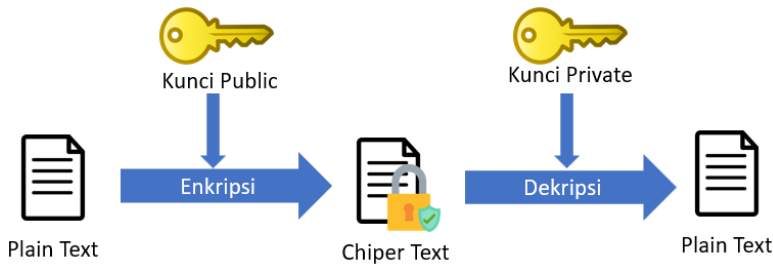 Kunci Public
Kunci Private
Enkripsi
Dekripsi
Plain Text
Chiper Text
Plain Text